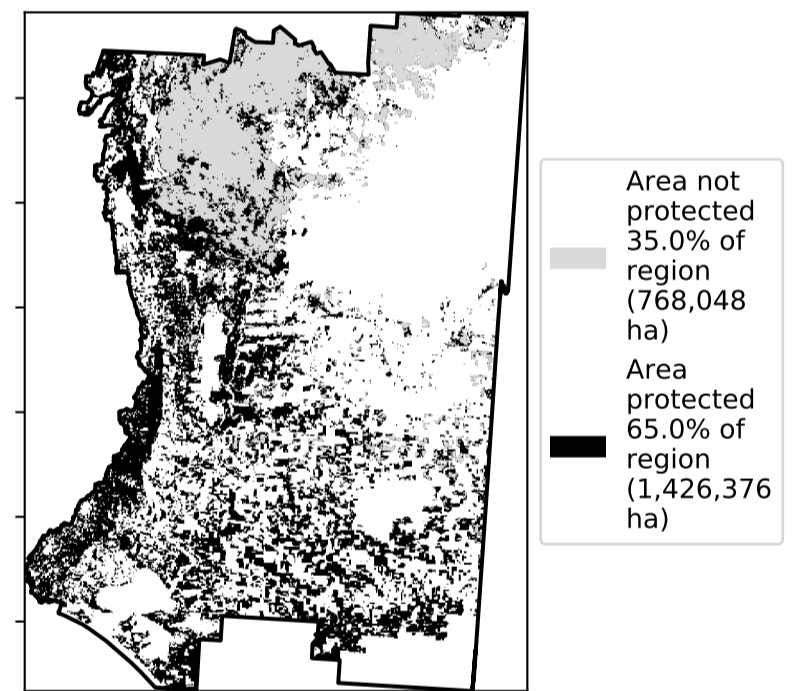 Area not
protected
35.0% of
region
(768,048
ha)
Area
protected
65.0% of
region
(1,426,376
ha)